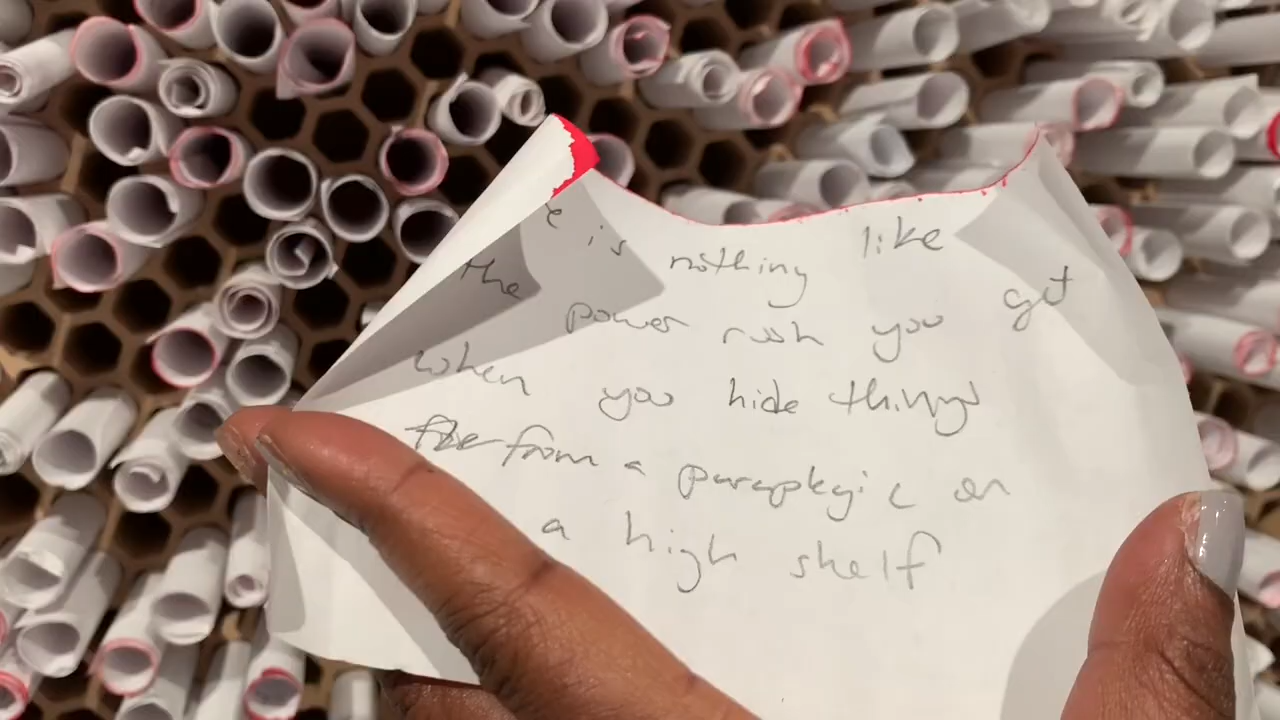 e is nothing like
the power rush you get
when you hide things
from a paraplegic on
a high shelf